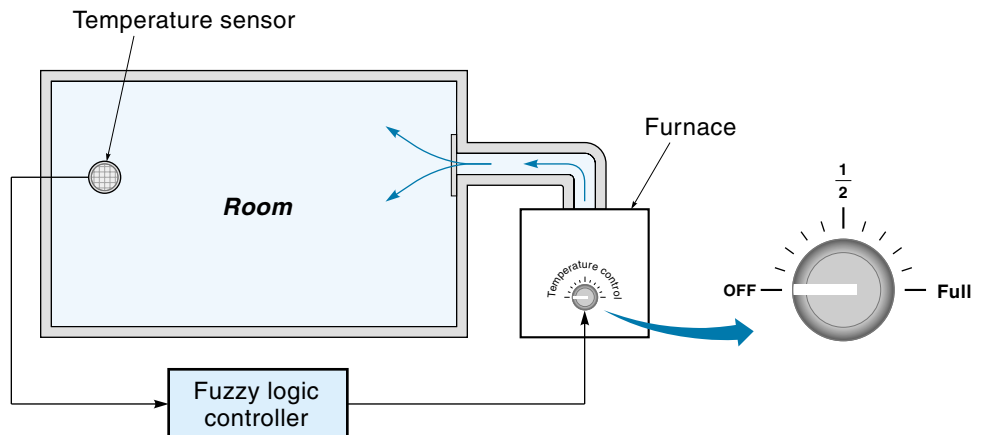 Temperature sensor
Furnace
Room
Temperature control
1
2
OFF
Full
Fuzzy logic
controller